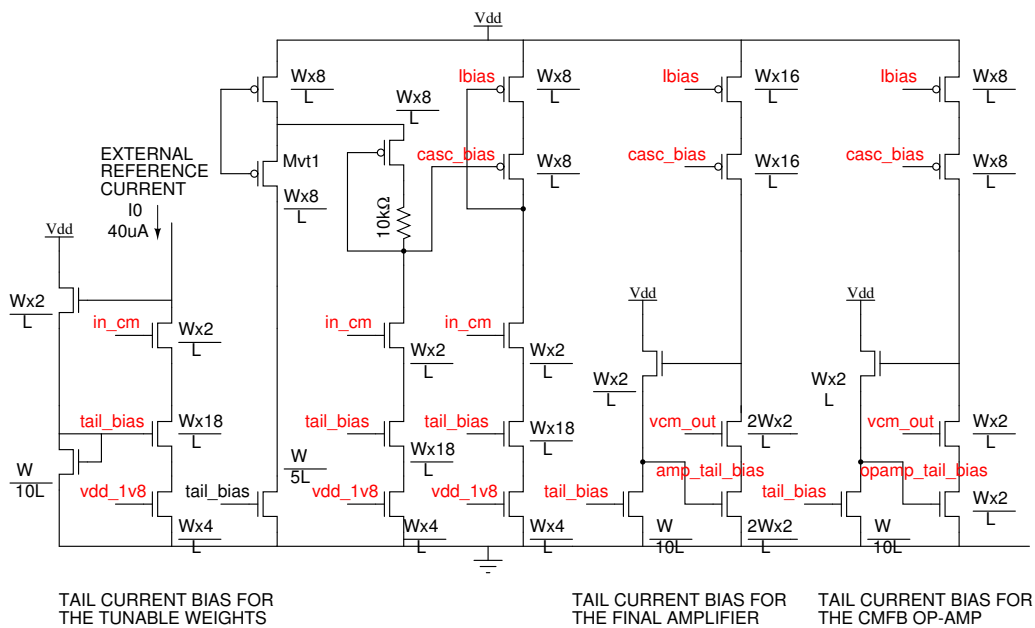 Vdd
Ibias
Wx8
L
Wx8
L
Ibias
Wx16
L
Ibias
Wx8
L
Wx8
L
EXTERNAL
REFERENCE
CURRENT
I0
40uA
Mvt1
Wx8
L
casc_bias
Wx8
L
casc_bias
Wx16
L
casc_bias
Wx8
L
10kΩ
Vdd
Wx2
L
in_cm
Wx2
L
in_cm
Wx2
L
in_cm
Wx2
L
Vdd
Wx2
L
Vdd
Wx2
L
tail_bias
Wx18
L
tail_bias
Wx18
L
tail_bias
Wx18
L
vcm_out
2Wx2
L
vcm_out
Wx2
L
W
10L
vdd_1v8
Wx4
L
tail_bias
W
5L
vdd_1v8
Wx4
L
vdd_1v8
Wx4
L
tail_bias
W
10L
amp_tail_bias
2Wx2
L
tail_bias
W
10L
opamp_tail_bias
Wx2
L
TAIL CURRENT BIAS FOR
THE TUNABLE WEIGHTS
TAIL CURRENT BIAS FOR
THE FINAL AMPLIFIER
TAIL CURRENT BIAS FOR
THE CMFB OP-AMP